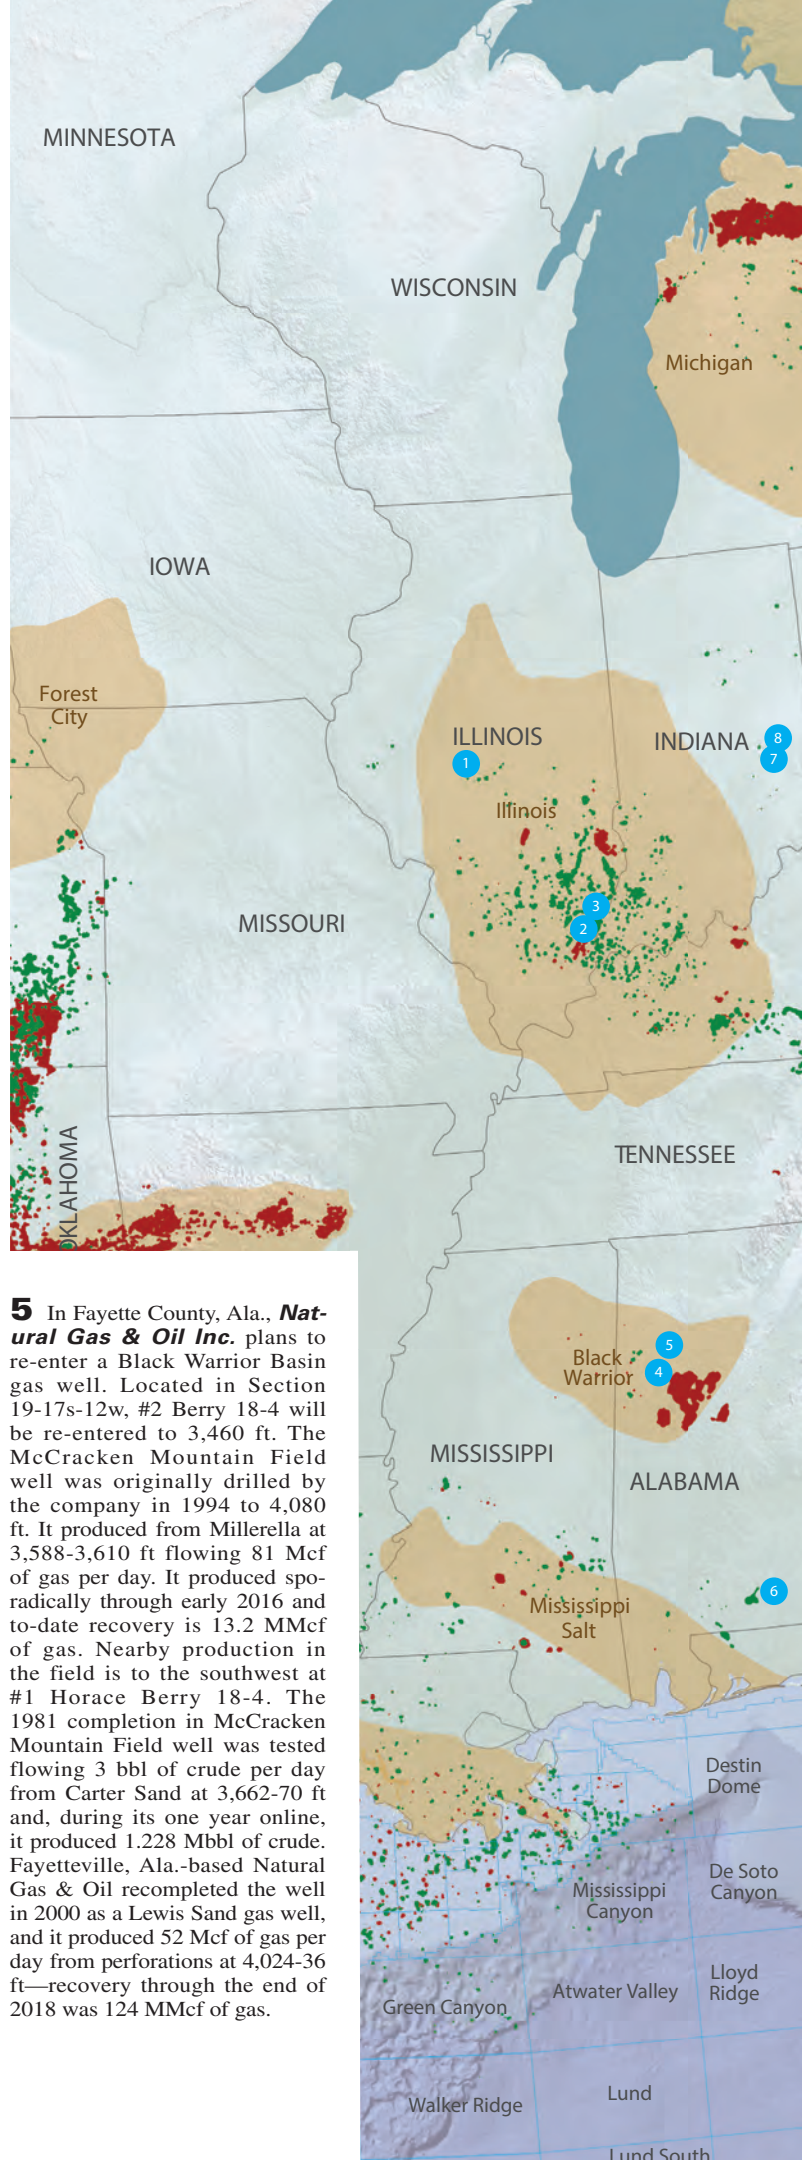 MINNESOTA
WISCONSIN
Michigan
IOWA
Forest
City
ILLINOIS
INDIANA
8
7
1
Illinois
MISSOURI
3
2
OKLAHOMA
TENNESSEE
5
Black
Warrior
4
MISSISSIPPI
ALABAMA
6
Mississippi
Salt
Destin
Dome
De Soto
Canyon
Mississippi
Canyon
Lloyd
Ridge
Atwater Valley
Green Canyon
Lund
Walker Ridge
Lund South
5 In Fayette County, Ala., Nat-
ural Gas & Oil Inc. plans to
re-enter a Black Warrior Basin
gas well. Located in Section
19-17s-12w, #2 Berry 18-4 will
be re-entered to 3,460 ft. The
McCracken Mountain Field
well was originally drilled by
the company in 1994 to 4,080
ft. It produced from Millerella at
3,588-3,610 ft flowing 81 Mcf
of gas per day. It produced spo-
radically through early 2016 and
to-date recovery is 13.2 MMcf
of gas. Nearby production in
the field is to the southwest at
#1 Horace Berry 18-4. The
1981 completion in McCracken
Mountain Field well was tested
flowing 3 bbl of crude per day
from Carter Sand at 3,662-70 ft
and, during its one year online,
it produced 1.228 Mbbl of crude.
Fayetteville, Ala.-based Natural
Gas & Oil recompleted the well
in 2000 as a Lewis Sand gas well,
and it produced 52 Mcf of gas per
day from perforations at 4,024-36
ft—recovery through the end of
2018 was 124 MMcf of gas.